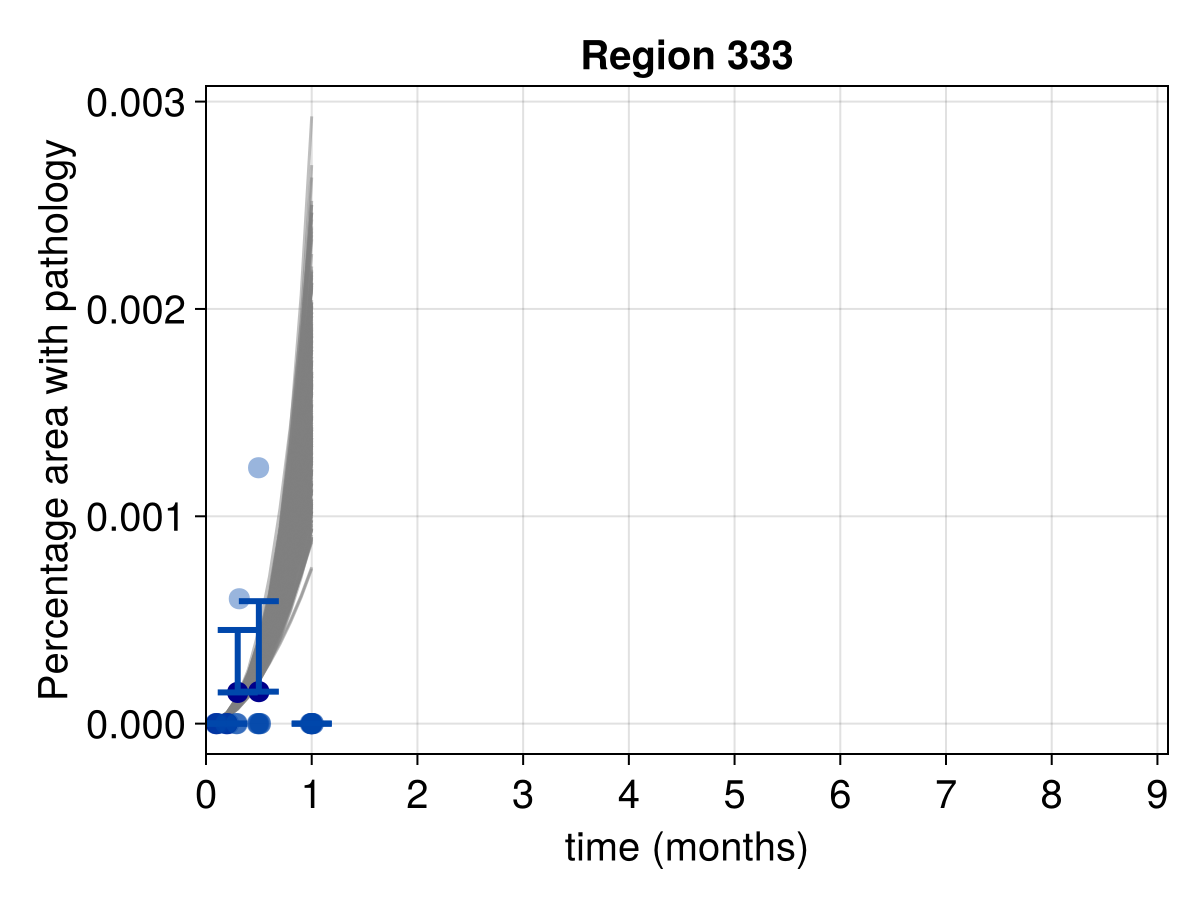 Region 333
Percentage area with pathology
0.003
0.002
0.001
0.000
0 1 2 3 4 5 6 7 8 9
time (months)